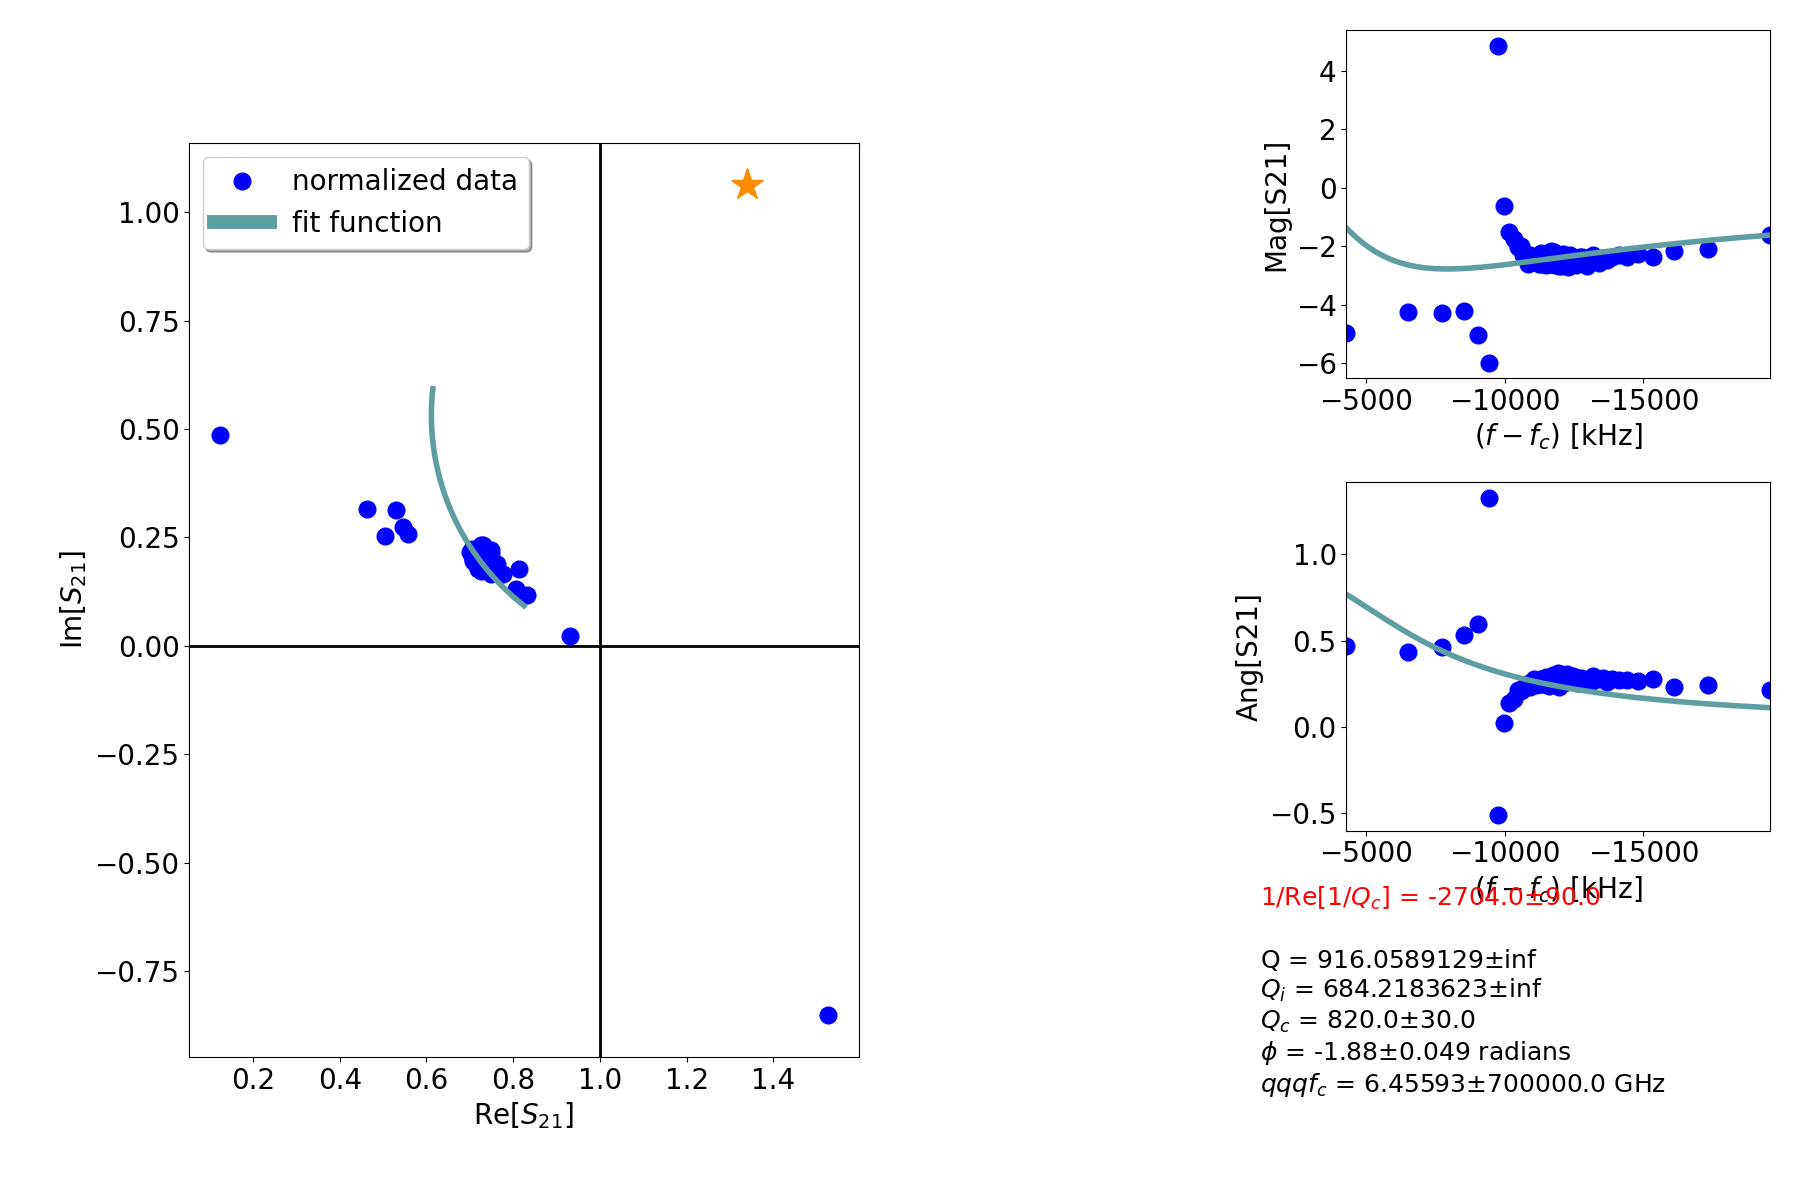 normalized data
fit function
1.00
0.75
0.50
0.25
0.00
−0.25
−0.50
−0.75
Im[S21]
0.2 0.4 0.6 0.8 1.0 1.2 1.4
Re[S21]
4
2
0
−2
−4
−6
Mag[S21]
−5000 −10000 −15000
(f − fc) [kHz]
1.0
0.5
0.0
−0.5
Ang[S21]
−5000 −10000 −15000
(f − fc) [kHz]
1/Re[1/Qc] = -2704.0±90.0
Q = 916.0589129±inf
Qi = 684.2183623±inf
Qc = 820.0±30.0
ϕ = -1.88±0.049 radians
qqqfc = 6.45593±700000.0 GHz